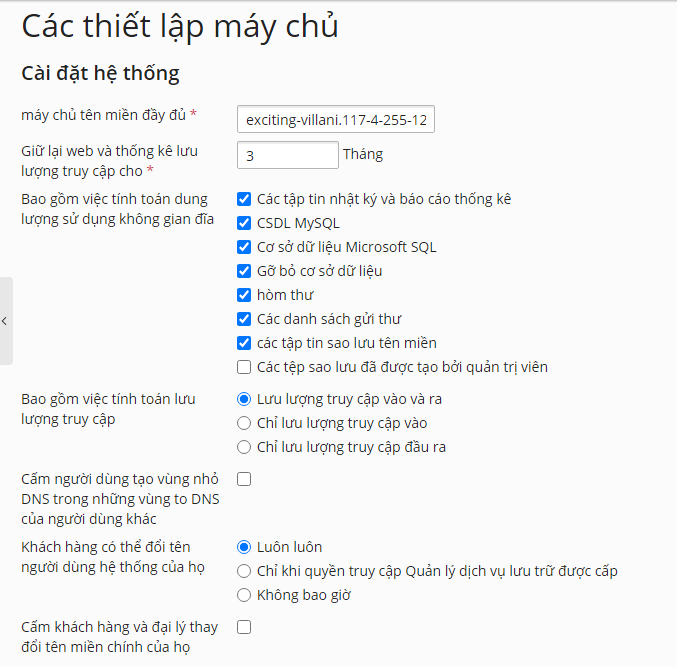 Các thiết lập máy chủ
Cài đặt hệ thống
máy chủ tên miền đầy đủ *
exciting-villani.117-4-255-12
Giữ lại web và thống kê lưu
lượng truy cập cho *
3 Tháng
Bao gồm việc tính toán dung
lượng sử dụng không gian đĩa
Các tập tin nhật ký và báo cáo thống kê
CSDL MySQL
Cơ sở dữ liệu Microsoft SQL
Gỡ bỏ cơ sở dữ liệu
hòm thư
Các danh sách gửi thư
các tập tin sao lưu tên miền
Các tệp sao lưu đã được tạo bởi quản trị viên
Bao gồm việc tính toán lưu
lượng truy cập
Lưu lượng truy cập vào và ra
Chỉ lưu lượng truy cập vào
Chỉ lưu lượng truy cập đầu ra
Cấm người dùng tạo vùng nhỏ
DNS trong những vùng to DNS
của người dùng khác
Khách hàng có thể đổi tên
người dùng hệ thống của họ
Luôn luôn
Chỉ khi quyền truy cập Quản lý dịch vụ lưu trữ được cấp
Không bao giờ
Cấm khách hàng và đại lý thay
đổi tên miền chính của họ